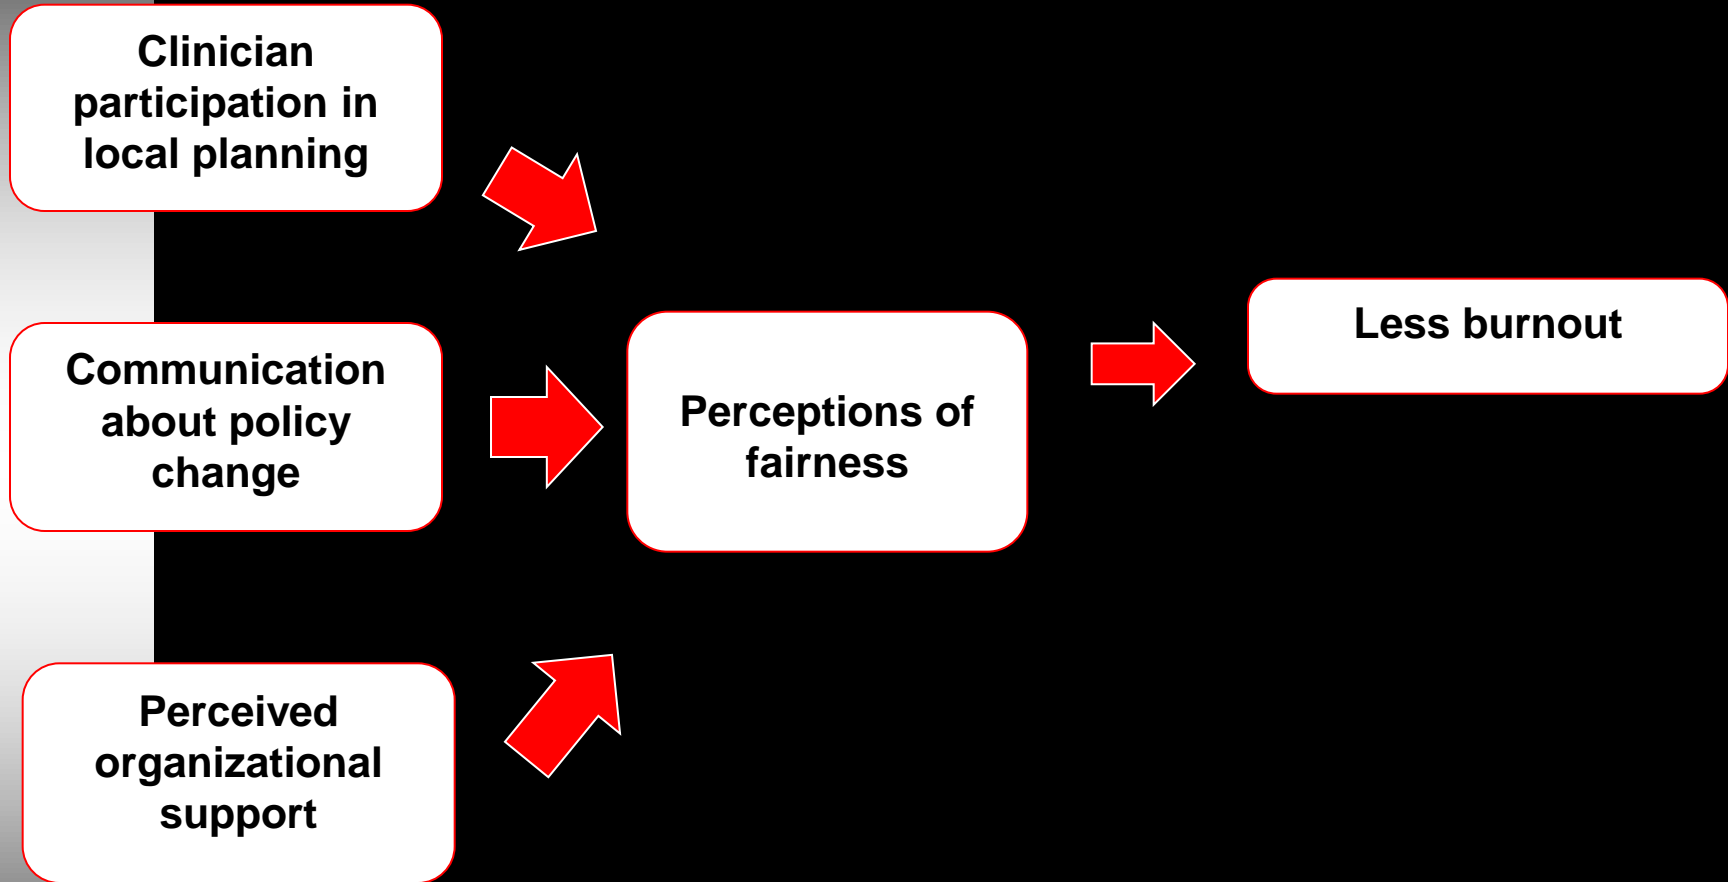 Clinician
participation in
local planning
Communication
about policy
change
Perceived
organizational
support
Perceptions of
fairness
Less burnout